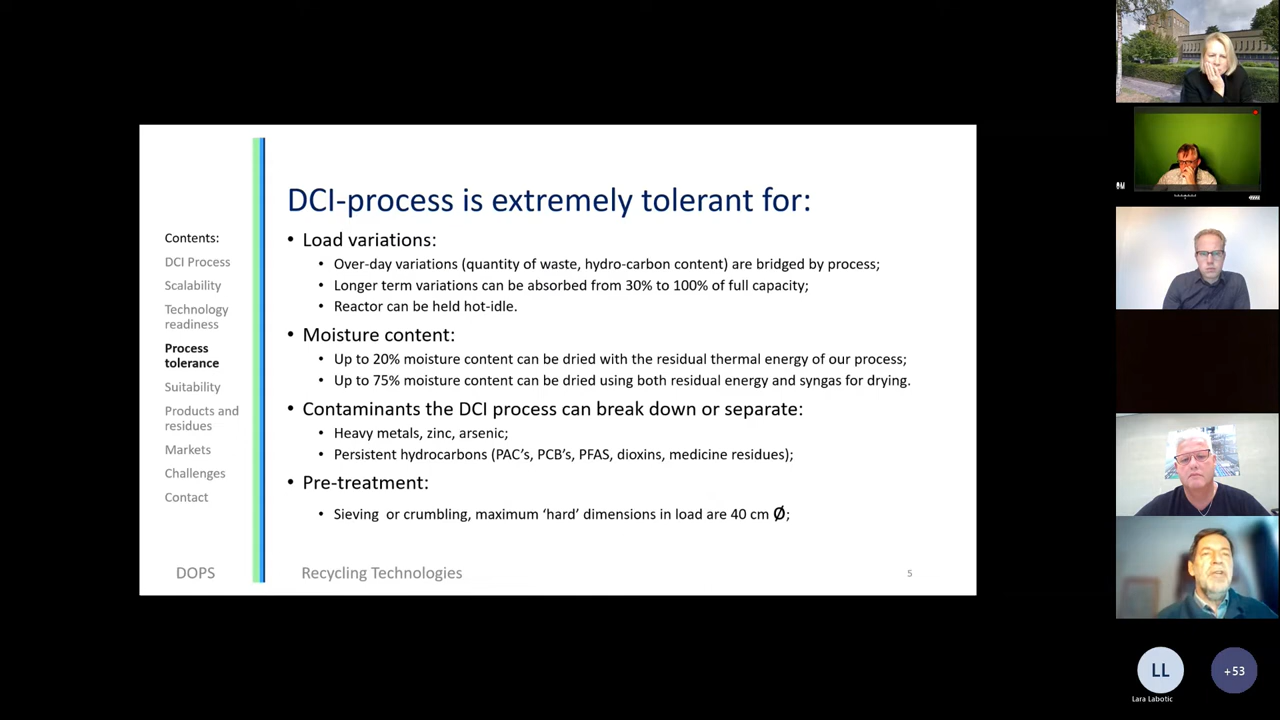 DCI-process is extremely tolerant for:
Contents:
DCI Process
Scalability
Technology
readiness
Process
tolerance
Suitability
Products and
residues
Markets
Challenges
Contact
• Load variations:
• Over-day variations (quantity of waste, hydro-carbon content) are bridged by process;
• Longer term variations can be absorbed from 30% to 100% of full capacity;
• Reactor can be held hot-idle.
• Moisture content:
• Up to 20% moisture content can be dried with the residual thermal energy of our process;
• Up to 75% moisture content can be dried using both residual energy and syngas for drying.
• Contaminants the DCI process can break down or separate:
• Heavy metals, zinc, arsenic;
• Persistent hydrocarbons (PAC's, PCB's, PFAS, dioxins, medicine residues);
• Pre-treatment:
• Sieving or crumbling, maximum ‘hard’ dimensions in load are 40 cm Ø;
DOPS
Recycling Technologies
5
LL
Lara Labotic
+53